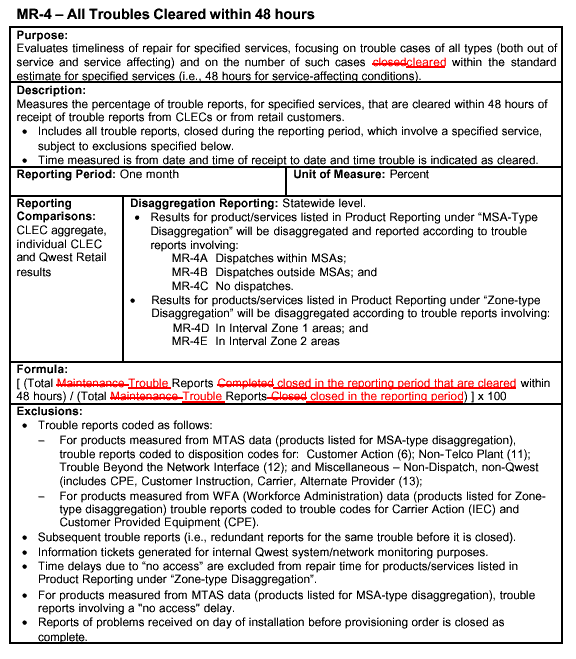 MR-4 – All Troubles Cleared within 48 hours
Purpose:
Evaluates timeliness of repair for specified services, focusing on trouble cases of all types (both out of
service and service affecting) and on the number of such cases closedcleared within the standard
estimate for specified services (i.e., 48 hours for service-affecting conditions).
Description:
Measures the percentage of trouble reports, for specified services, that are cleared within 48 hours of
receipt of trouble reports from CLECs or from retail customers.
• Includes all trouble reports, closed during the reporting period, which involve a specified service,
subject to exclusions specified below.
• Time measured is from date and time of receipt to date and time trouble is indicated as cleared.
Reporting Period: One month
Unit of Measure: Percent
Reporting
Comparisons:
CLEC aggregate,
individual CLEC
and Qwest Retail
results
Disaggregation Reporting: Statewide level.
• Results for product/services listed in Product Reporting under “MSA-Type
Disaggregation” will be disaggregated and reported according to trouble
reports involving:
MR-4A Dispatches within MSAs;
MR-4B Dispatches outside MSAs; and
MR-4C No dispatches.
• Results for products/services listed in Product Reporting under “Zone-type
Disaggregation” will be disaggregated according to trouble reports involving:
MR-4D In Interval Zone 1 areas; and
MR-4E In Interval Zone 2 areas
Formula:
[ (Total Maintenance Trouble Reports Completed closed in the reporting period that are cleared within
48 hours) / (Total Maintenance Trouble Reports Closed closed in the reporting period) ] x 100
Exclusions:
• Trouble reports coded as follows:
– For products measured from MTAS data (products listed for MSA-type disaggregation),
trouble reports coded to disposition codes for: Customer Action (6); Non-Telco Plant (11);
Trouble Beyond the Network Interface (12); and Miscellaneous – Non-Dispatch, non-Qwest
(includes CPE, Customer Instruction, Carrier, Alternate Provider (13);
– For products measured from WFA (Workforce Administration) data (products listed for Zone-
type disaggregation) trouble reports coded to trouble codes for Carrier Action (IEC) and
Customer Provided Equipment (CPE).
• Subsequent trouble reports (i.e., redundant reports for the same trouble before it is closed).
• Information tickets generated for internal Qwest system/network monitoring purposes.
• Time delays due to “no access” are excluded from repair time for products/services listed in
Product Reporting under “Zone-type Disaggregation”.
• For products measured from MTAS data (products listed for MSA-type disaggregation), trouble
reports involving a "no access" delay.
• Reports of problems received on day of installation before provisioning order is closed as
complete.